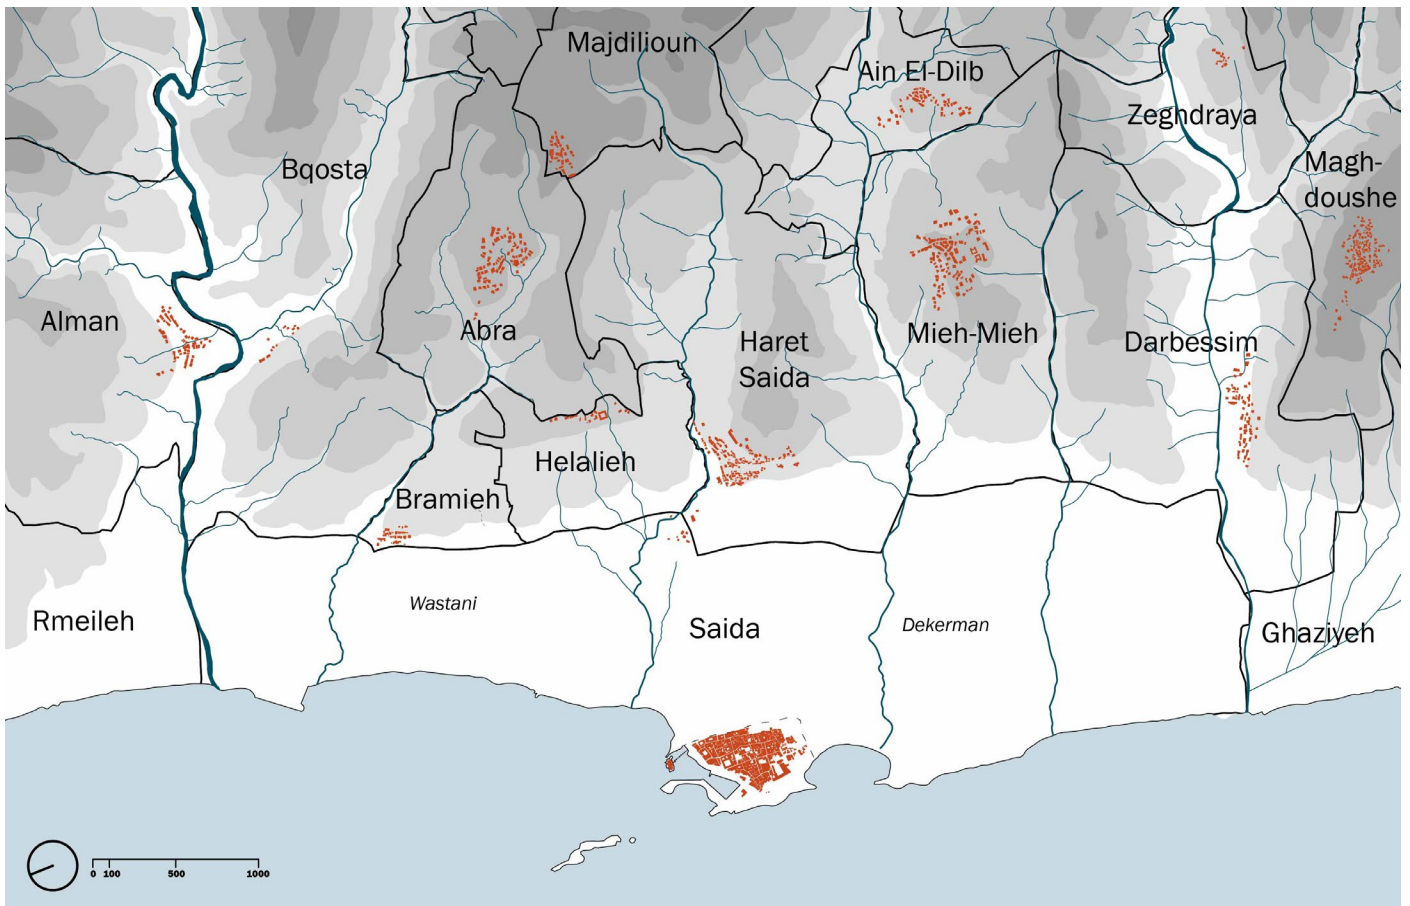 Majdilioun
Ain El-Dilb
Zeghdraya
Bqosta
Magh-
doushe
Alman
Abra
Haret
Saida
Mieh-Mieh
Darbessim
Helalieh
Bramieh
Wastani
Rmeileh
Saida
Dekerman
Ghaziyeh
0 100 500 1000